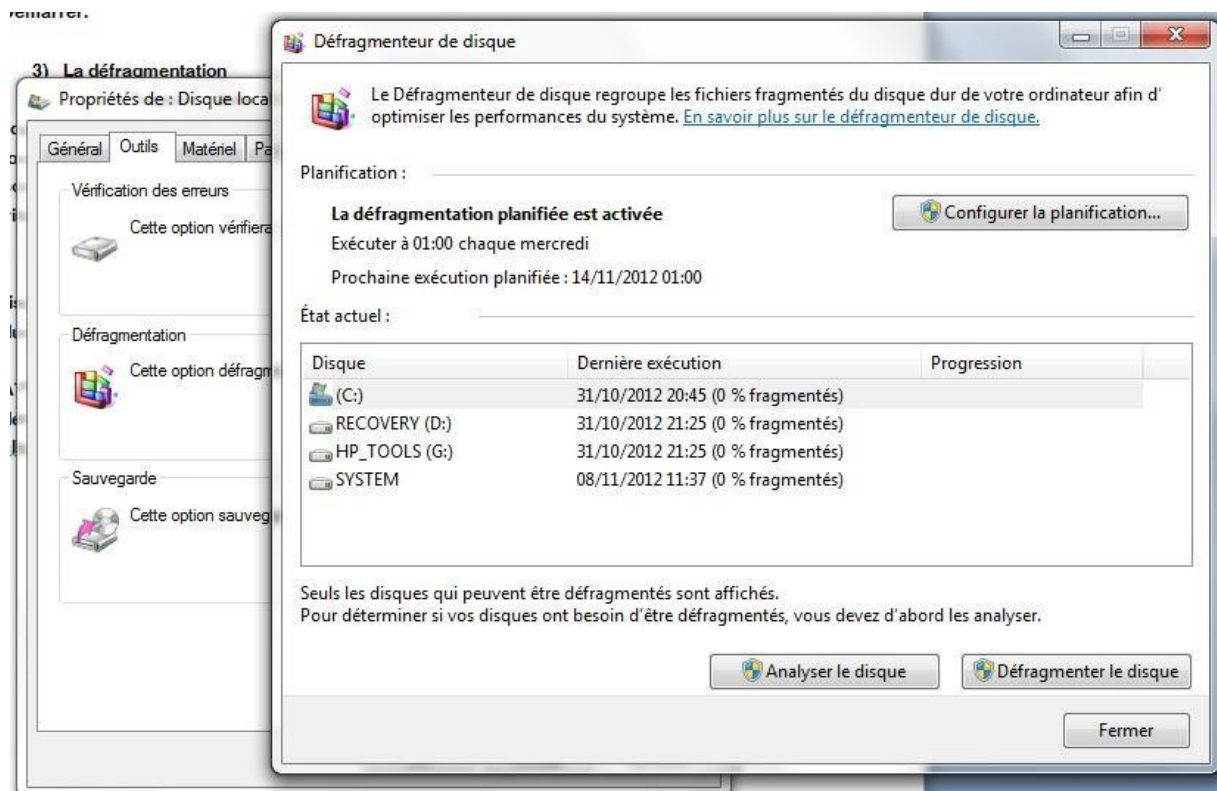 émarrer.
3) La défragmentation
Propriétés de : Disque loca
Général Outils Matériel Pa
Vérification des erreurs
Cette option vérifiera
Défragmentation
Cette option défragm
Sauvegarde
Cette option sauveg
Défragmenteur de disque
Le Défragmenteur de disque regroupe les fichiers fragmentés du disque dur de votre ordinateur afin d'
optimiser les performances du système. En savoir plus sur le défragmenteur de disque.
Planification :
La défragmentation planifiée est activée
Configurer la planification...
Exécuter à 01:00 chaque mercredi
Prochaine exécution planifiée : 14/11/2012 01:00
État actuel :
Disque Dernière exécution Progression
(C:) 31/10/2012 20:45 (0 % fragmentés)
RECOVERY (D:) 31/10/2012 21:25 (0 % fragmentés)
HP_TOOLS (G:) 31/10/2012 21:25 (0 % fragmentés)
SYSTEM 08/11/2012 11:37 (0 % fragmentés)
Seuls les disques qui peuvent être défragmentés sont affichés.
Pour déterminer si vos disques ont besoin d'être défragmentés, vous devez d'abord les analyser.
Analyser le disque Défragmenter le disque
Fermer